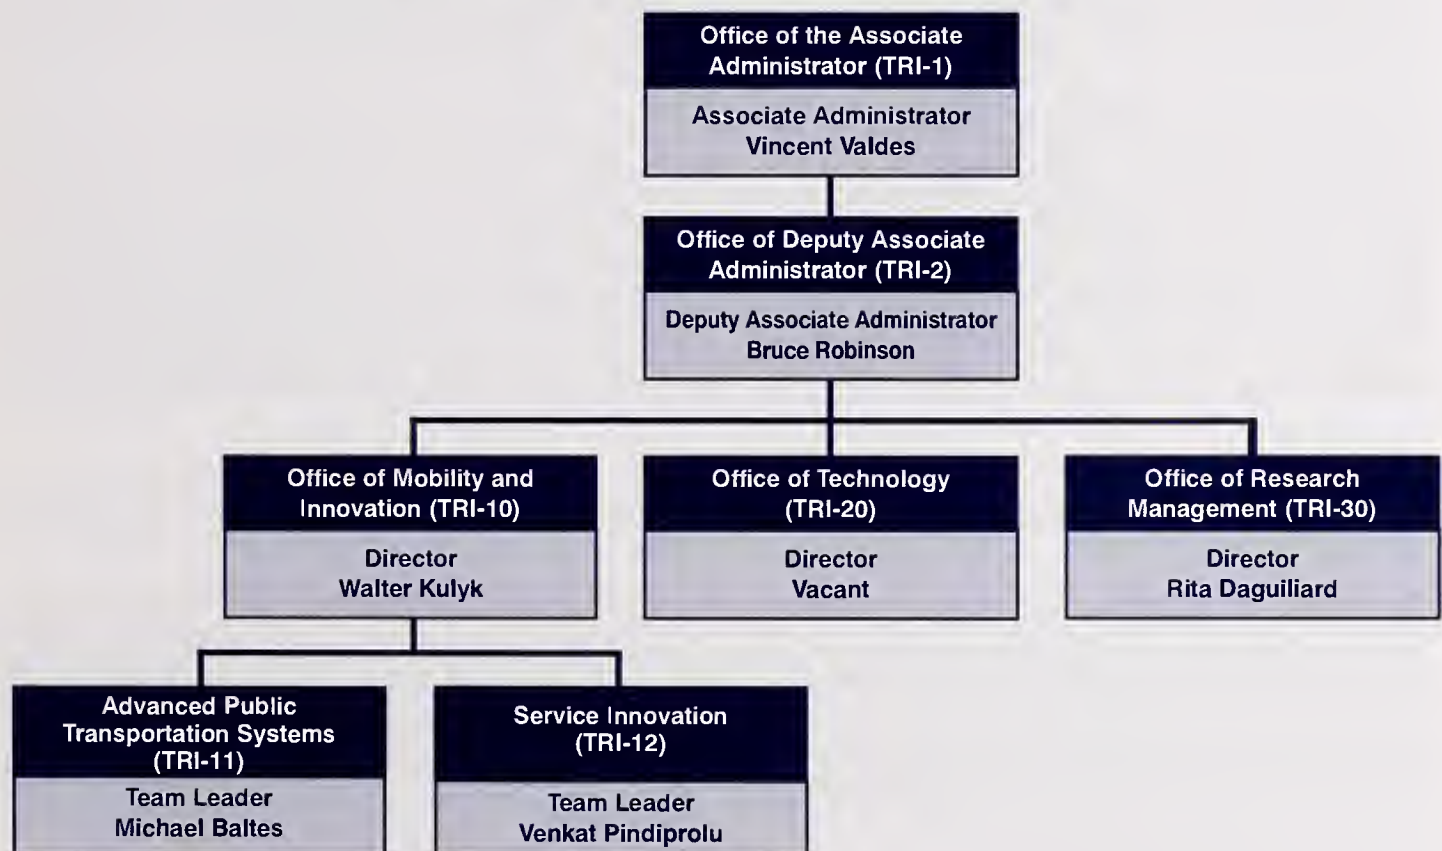 Office of the Associate
Administrator (TRI-1)
Associate Administrator
Vincent Valdes
Office of Deputy Associate
Administrator (TRI-2)
Deputy Associate Administrator
Bruce Robinson
Office of Mobility and
Innovation (TRI-10)
Director
Walter Kulyk
Office of Technology
(TRI-20)
Director
Vacant
Office of Research
Management (TRI-30)
Director
Rita Daguiliard
Advanced Public
Transportation Systems
(TRI-11)
Team Leader
Michael Baltes
Service Innovation
(TRI-12)
Team Leader
Venkat Pindiprolu